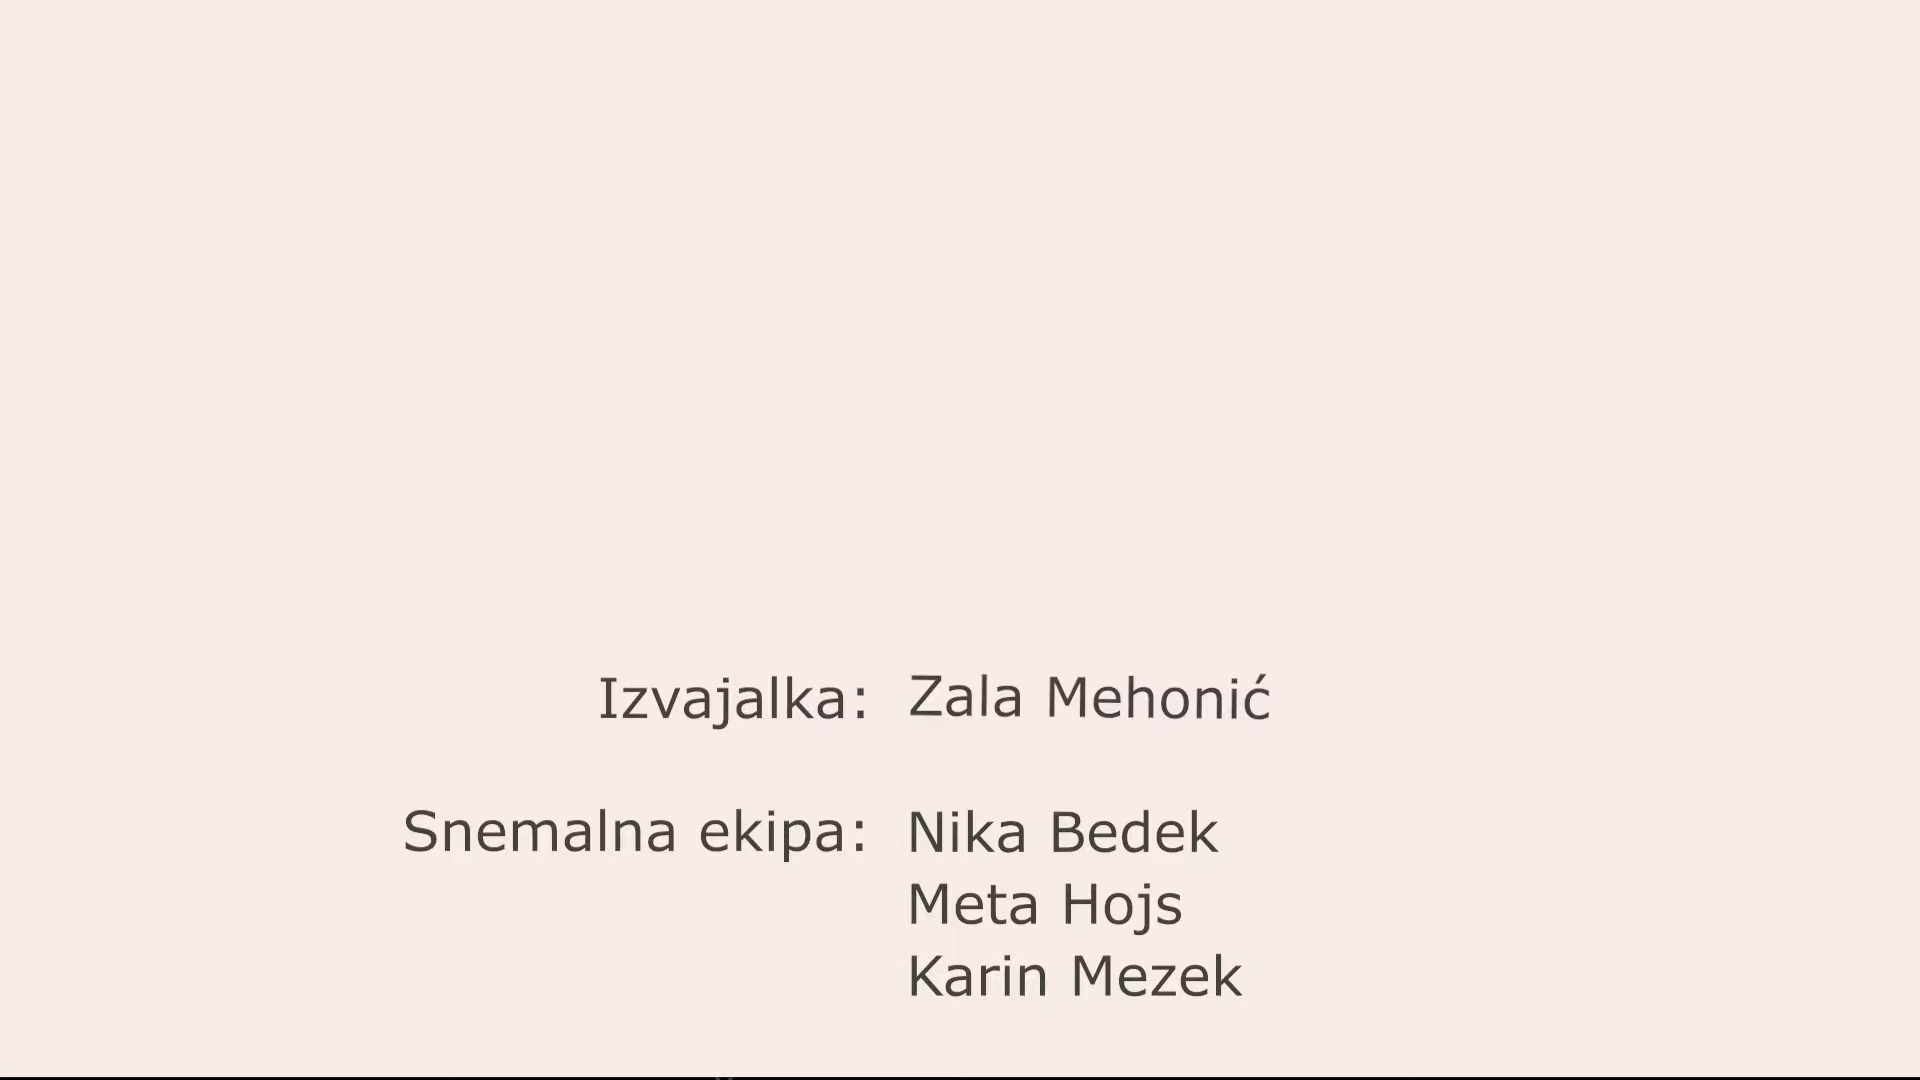 Izvajalka: Zala Mehonić
Snemalna ekipa: Nika Bedek
Meta Hojs
Karin Mezek